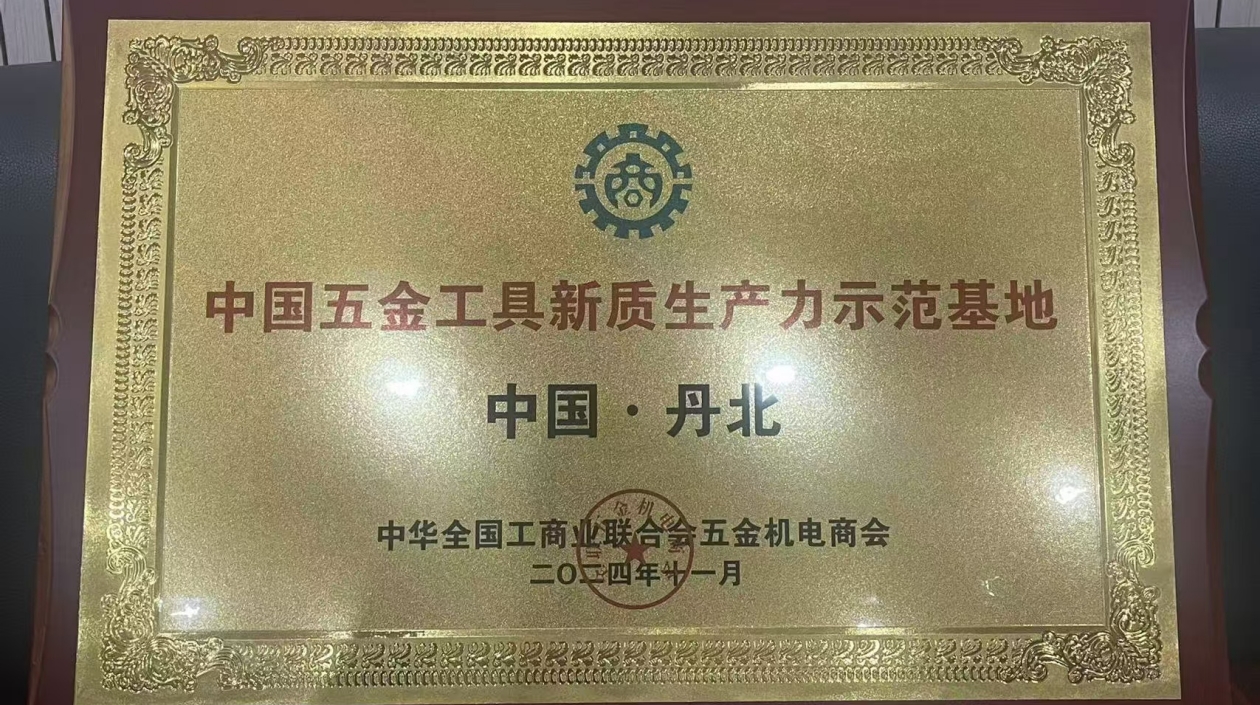 商
中国五金工具新质生产力示范基地
中国·丹北
中华全国工商业联合会五金机电商会
二〇二四年十一月